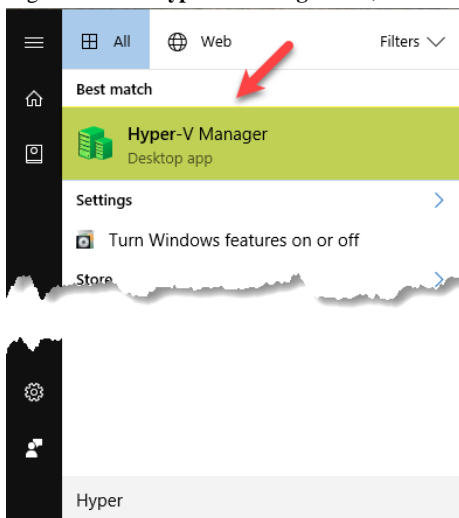 All Web Filters
Best match
Hyper-V Manager
Desktop app
Settings
Turn Windows features on or off
Store
Hyper